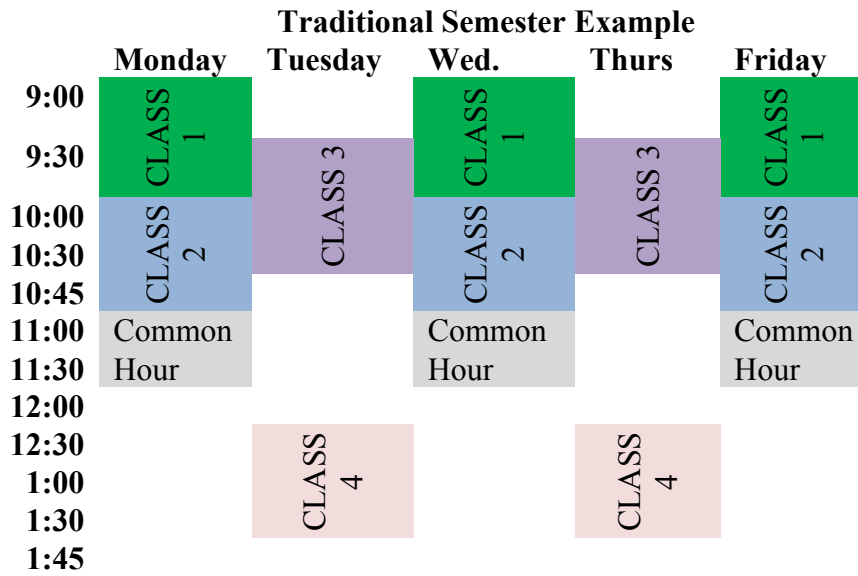 Traditional Semester Example
Monday Tuesday Wed. Thurs Friday
9:00
9:30
10:00
10:30
10:45
11:00
11:30
12:00
12:30
1:00
1:30
1:45
CLASS
1
CLASS
2
Common
Hour
CLASS 3
CLASS
4
CLASS
1
CLASS
2
Common
Hour
CLASS 3
CLASS
4
CLASS
1
CLASS
2
Common
Hour